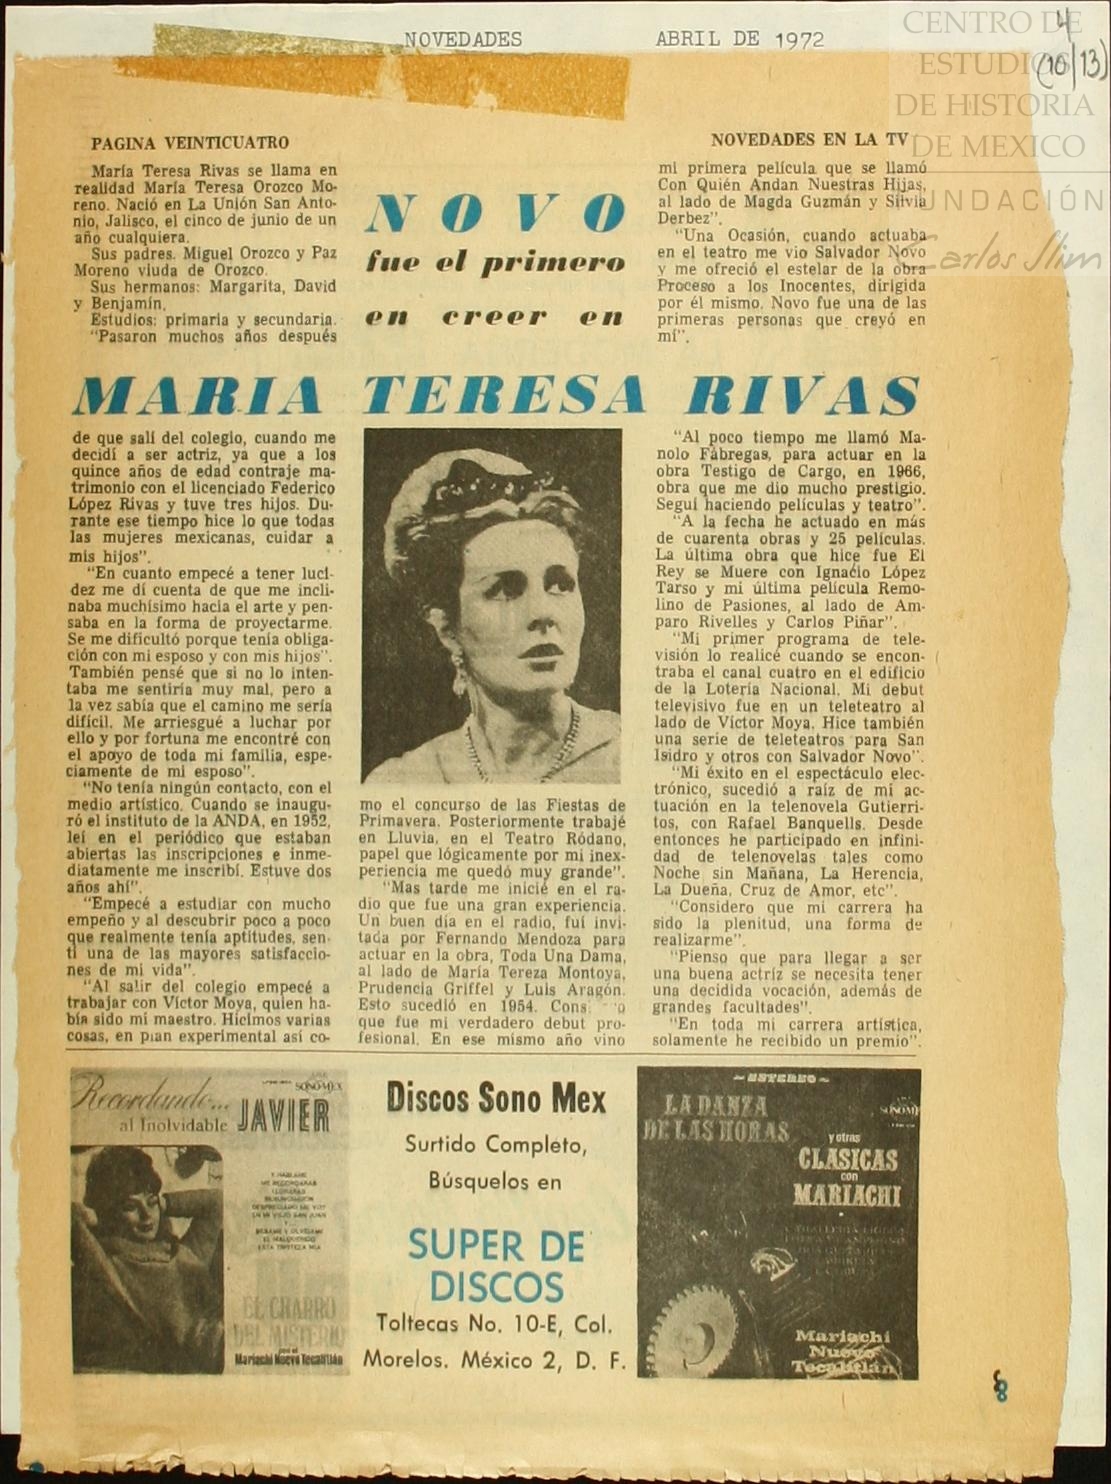 NOVEDADES ABRIL DE 1972
4
(10/13)
CENTRO DE
ESTUDIOS
DE HISTORIA
DE MEXICO
FUNDACIÓN
Carlos Slim
PAGINA VEINTICUATRO
NOVEDADES EN LA TV
María Teresa Rivas se llama en
realidad María Teresa Orozco Mo-
reno. Nació en La Unión San Anto-
nio, Jalisco, el cinco de junio de un
año cualquiera.
Sus padres. Miguel Orozco y Paz
Moreno viuda de Orozco.
Sus hermanos: Margarita, David
y Benjamín.
Estudios: primaria y secundaria.
"Pasaron muchos años después
NOVO
fue el primero
en creer en
MARIA TERESA RIVAS
de que salí del colegio, cuando me
decidí a ser actriz, ya que a los
quince años de edad contraje ma-
trimonio con el licenciado Federico
López Rivas y tuve tres hijos. Du-
rante ese tiempo hice lo que todas
las mujeres mexicanas, cuidar a
mis hijos".
"En cuanto empecé a tener luci-
dez me di cuenta de que me incli-
naba muchísimo hacia el arte y pen-
saba en la forma de proyectarme.
Se me dificultó porque tenía obliga-
ción con mi esposo y con mis hijos".
También pensé que si no lo inten-
taba me sentiría muy mal, pero a
la vez sabía que el camino me sería
difícil. Me arriesgué a luchar por
ello y por fortuna me encontré con
el apoyo de toda mi familia, espe-
ciamente de mi esposo".
"No tenía ningún contacto, con el
medio artístico. Cuando se inaugu-
ró el instituto de la ANDA, en 1952,
leí en el periódico que estaban
abiertas las inscripciones e inme-
diatamente me inscribí. Estuve dos
años ahí".
"Empecé a estudiar con mucho
empeño y al descubrir poco a poco
que realmente tenía aptitudes, sen-
tí una de las mayores satisfaccio-
nes de mi vida".
"Al salir del colegio empecé a
trabajar con Víctor Moya, quien ha-
bía sido mi maestro. Hicimos varias
cosas, en plan experimental así co-
mo el concurso de las Fiestas de
Primavera. Posteriormente trabajé
en Lluvia, en el Teatro Ródano,
papel que lógicamente por mi inex-
periencia me quedó muy grande".
"Mas tarde me inicié en el ra-
dio que fue una gran experiencia.
Un buen día en el radio, fuí invi-
tada por Fernando Mendoza para
actuar en la obra, Toda Una Dama,
al lado de María Tereza Montoya,
Prudencia Griffel y Luis Aragón.
Esto sucedió en 1954.
que fue mi verdadero debut pro-
fesional. En ese mismo año vino
mi primera película que se llamó
Con Quién Andan Nuestras Hijas,
al lado de Magda Guzmán y Silvia
Derbez".
"Una Ocasión, cuando actuaba
en el teatro me vio Salvador Novo
y me ofreció el estelar de la obra
Proceso a los Inocentes, dirigida
por él mismo. Novo fue una de las
primeras personas que creyó en
mí".
"Al poco tiempo me llamó Ma-
nolo Fábregas, para actuar en la
obra Testigo de Cargo, en 1966,
obra que me dio mucho prestigio.
Seguí haciendo películas y teatro".
"A la fecha he actuado en más
de cuarenta obras y 25 películas.
La última obra que hice fue El
Rey se Muere con Ignacio López
Tarso y mi última película Remo-
lino de Pasiones, al lado de Am-
paro Rivelles y Carlos Piñar".
"Mi primer programa de tele-
visión lo realicé cuando se encon-
traba el canal cuatro en el edificio
de la Lotería Nacional. Mi debut
televisivo fue en un teleteatro al
lado de Víctor Moya. Hice también
una serie de teleteatros para San
Isidro y otros con Salvador Novo".
"Mi éxito en el espectáculo elec-
trónico, sucedió a raíz de mi ac-
tuación en la telenovela Gutierri-
tos, con Rafael Banquells. Desde
entonces he participado en infini-
dad de telenovelas tales como
Noche sin Mañana, La Herencia,
La Dueña, Cruz de Amor, etc".
"Considero que mi carrera ha
sido la plenitud, una forma de
realizarme".
"Pienso que para llegar a ser
una buena actriz se necesita tener
una decidida vocación, además de
grandes facultades".
"En toda mi carrera artística,
solamente he recibido un premio".
Recordando...
al Inolvidable JAVIER
SONOMEX
EL CHARRO
DEL MISTERIO
Mariachi Nuevo Tecalitlán
Discos Sono Mex
Surtido Completo,
Búsquelos en
SUPER DE
DISCOS
Toltecas No. 10-E, Col.
Morelos. México 2, D. F.
ESTEREO
LA DANZA
DE LAS HORAS
y otras
CLASICAS
con
MARIACHI
Mariachi
Nuevo
Tecalitlán
8